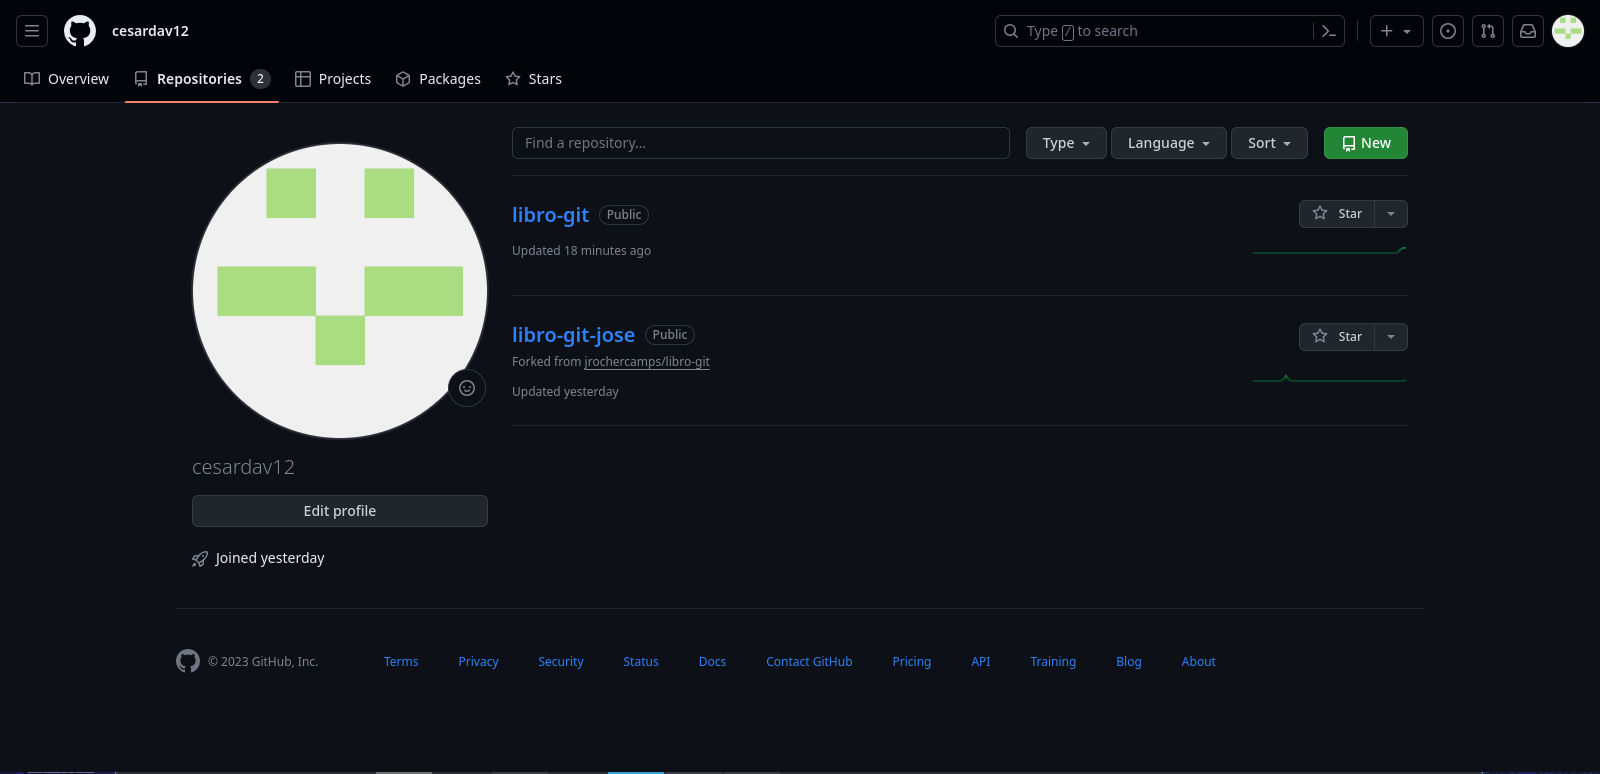 cesardav12
Type / to search
Overview
Repositories 2
Projects
Packages
Stars
Find a repository...
Type
Language
Sort
New
libro-git Public
Star
Updated 18 minutes ago
libro-git-jose Public
Star
Forked from jrochercamps/libro-git
Updated yesterday
cesardav12
Edit profile
Joined yesterday
© 2023 GitHub, Inc.
Terms
Privacy
Security
Status
Docs
Contact GitHub
Pricing
API
Training
Blog
About